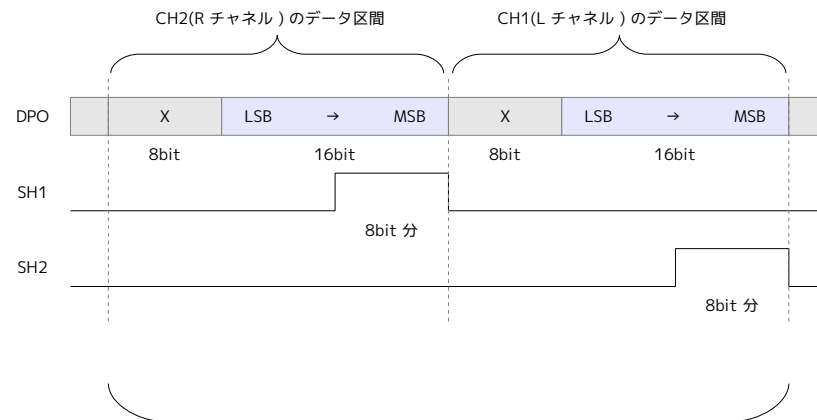 CH2(R チャネル ) のデータ区間 CH1(L チャネル ) のデータ区間
DPO X LSB → MSB X LSB → MSB
8bit 16bit 8bit 16bit
SH1
8bit 分
SH2
8bit 分